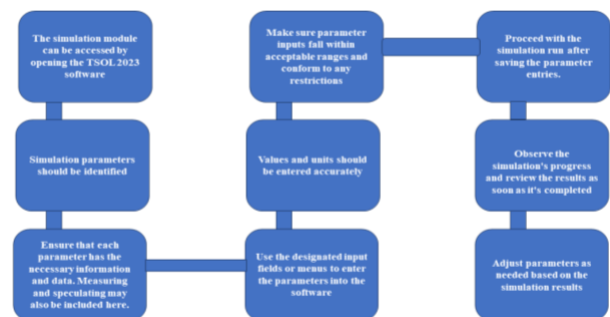 The simulation module
can be accessed by
opening the TSOL 2023
software
Simulation parameters
should be identified
Ensure that each
parameter has the
necessary information
and data. Measuring
and speculating may
also be included here.
Use the designated input
fields or menus to enter
the parameters into the
software
Values and units should
be entered accurately
Make sure parameter
inputs fall within
acceptable ranges and
conform to any
restrictions
Proceed with the
simulation run after
saving the parameter
entries.
Observe the
simulation's progress
and review the results as
soon as it's completed
Adjust parameters as
needed based on the
simulation results